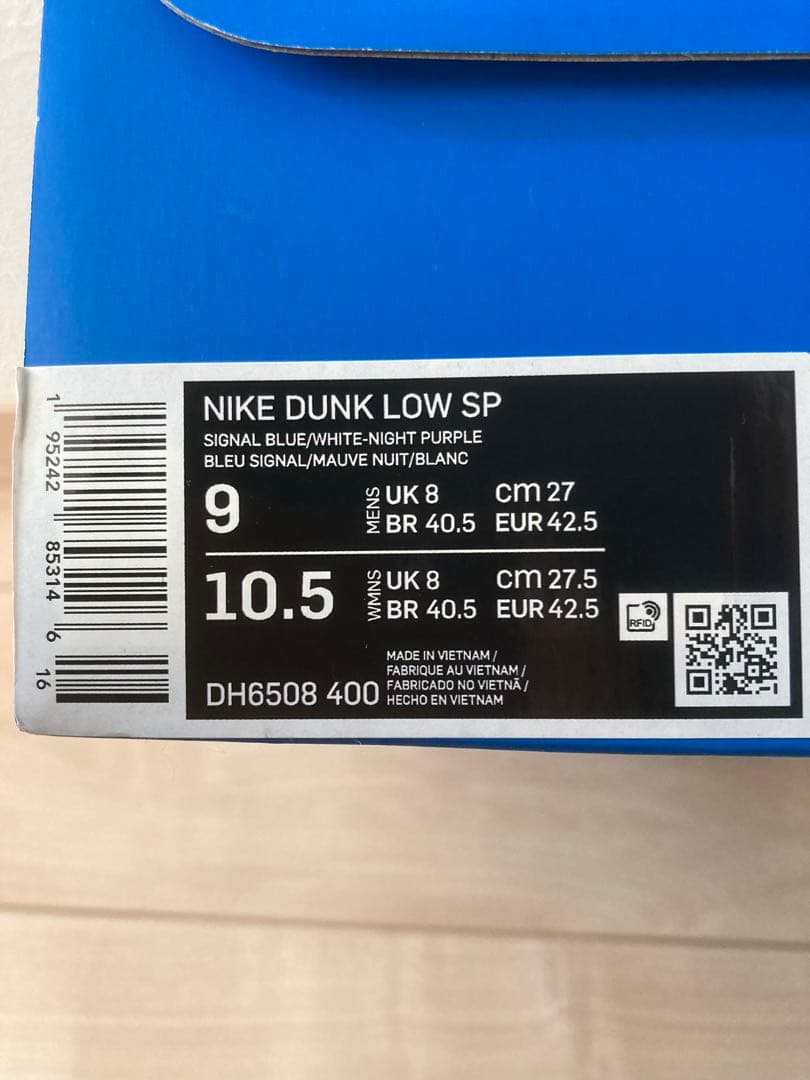 NIKE DUNK LOW SP
SIGNAL BLUE/WHITE-NIGHT PURPLE
BLEU SIGNAL/MAUVE NUIT/BLANC
9 MENS UK 8 cm 27
BR 40.5 EUR 42.5
10.5 WMNS UK 8 cm 27.5
BR 40.5 EUR 42.5
RFID
MADE IN VIETNAM /
FABRIQUE AU VIETNAM /
FABRICADO NO VIETNÃ /
HECHO EN VIETNAM
DH6508 400
1 95242 85314 6 16